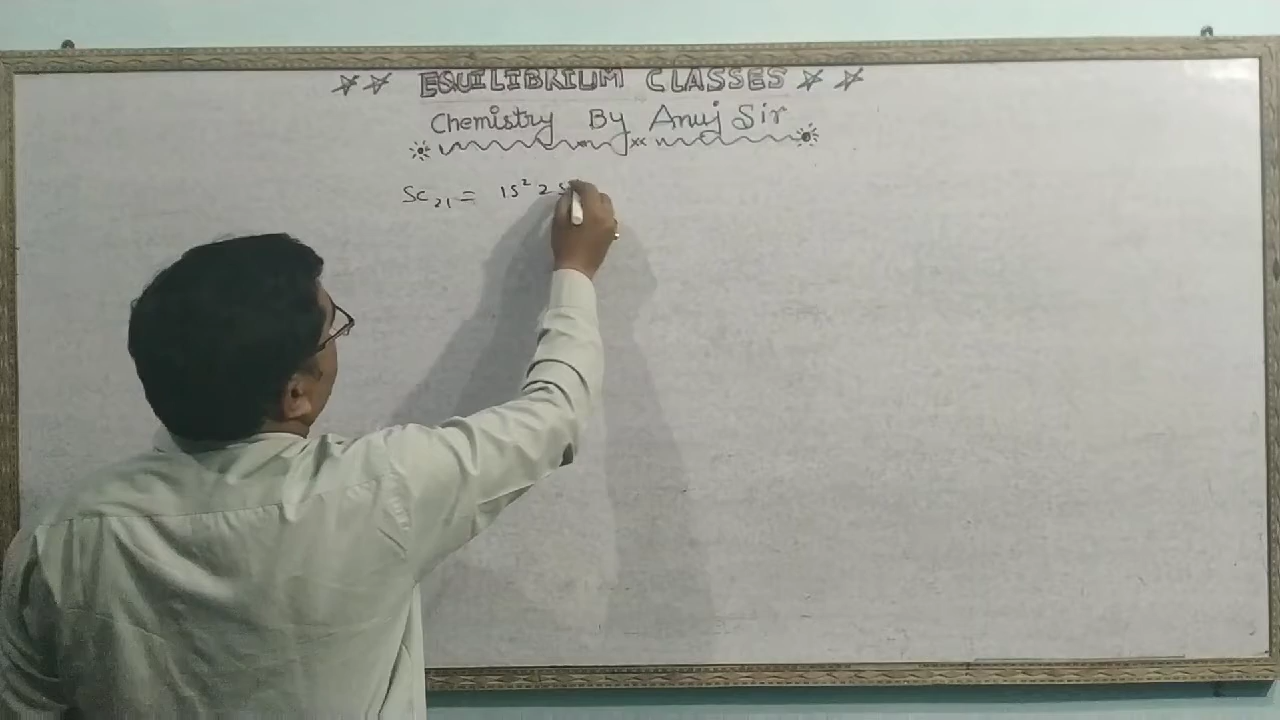 ☆☆ EQUILIBRIUM CLASSES ☆☆
Chemistry By Anuj Sir
Sc₂₁ = 1s² 2s